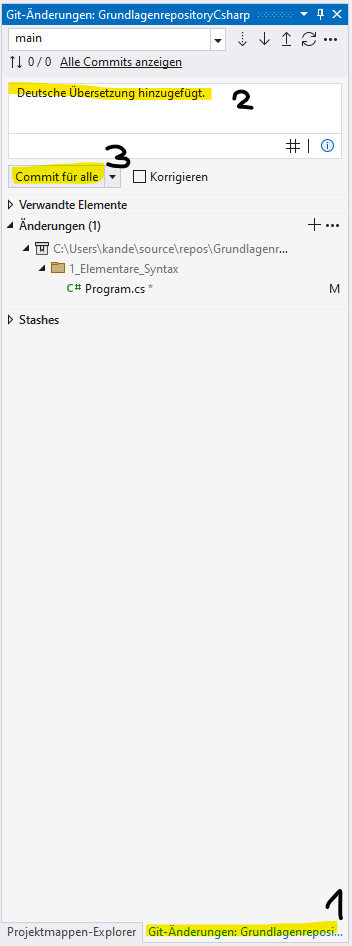 Git-Änderungen: GrundlagenrepositoryCsharp
main
0 / 0 Alle Commits anzeigen
Deutsche Übersetzung hinzugefügt.
2
3
Commit für alle
Korrigieren
Verwandte Elemente
Änderungen (1)
C:\Users\kande\source\repos\Grundlagenr...
1_Elementare_Syntax
C# Program.cs * M
Stashes
1
Projektmappen-Explorer Git-Änderungen: Grundlagenreposi...